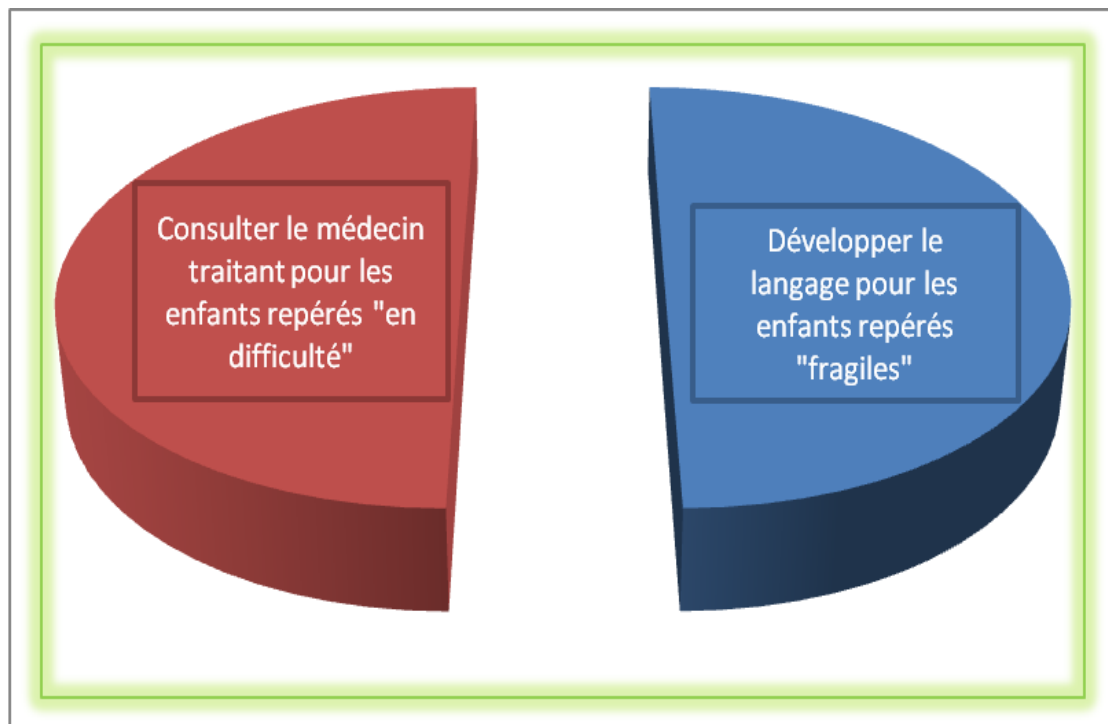 Consulter le médecin
traitant pour les
enfants repérés "en
difficulté"
Développer le
langage pour les
enfants repérés
"fragiles"